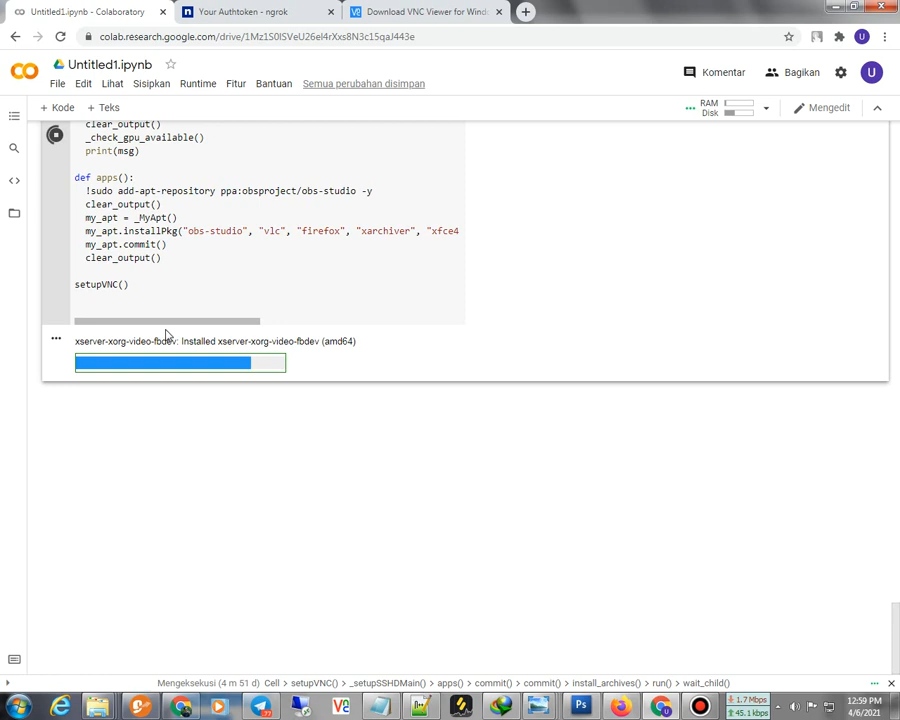 Untitled1.ipynb - Colaboratory
Your Authtoken - ngrok
Download VNC Viewer for Wind
colab.research.google.com/drive/1Mz1S0lSVeU26el4rXxs8N3c15qaJ443e
Untitled1.ipynb
File Edit Lihat Sisipkan Runtime Fitur Bantuan Semua perubahan disimpan
Komentar Bagikan U
+ Kode + Teks
RAM
Disk
Mengedit
clear_output()
_check_gpu_available()
print(msg)
def apps():
!sudo add-apt-repository ppa:obsproject/obs-studio -y
clear_output()
my_apt = _MyApt()
my_apt.installPkg("obs-studio", "vlc", "firefox", "xarchiver", "xfce4
my_apt.commit()
clear_output()
setupVNC()
xserver-xorg-video-fbdev: Installed xserver-xorg-video-fbdev (amd64)
Mengeksekusi (4 m 51 d) Cell > setupVNC() > _setupSSHDMain() > apps() > commit() > commit() > install_archives() > run() > wait_child()
1.7 Mbps
45.1 kbps
12:59 PM
4/6/2021